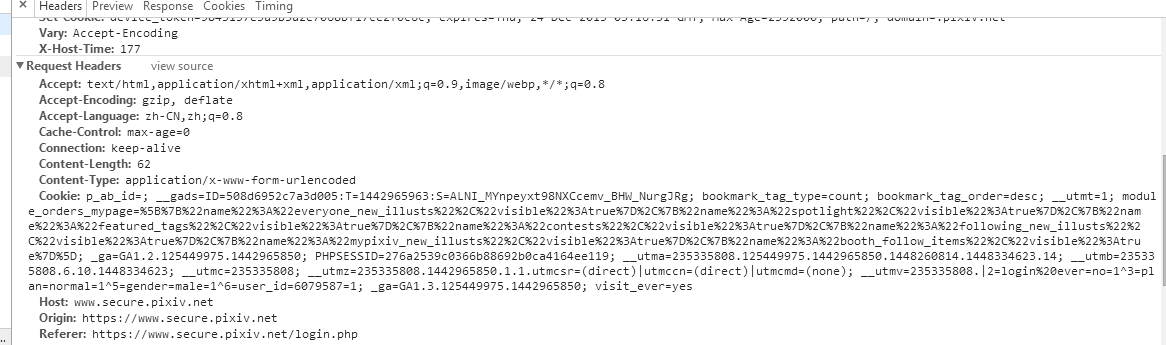 × Headers Preview Response Cookies Timing
Vary: Accept-Encoding
X-Host-Time: 177
▼ Request Headers view source
Accept: text/html,application/xhtml+xml,application/xml;q=0.9,image/webp,*/*;q=0.8
Accept-Encoding: gzip, deflate
Accept-Language: zh-CN,zh;q=0.8
Cache-Control: max-age=0
Connection: keep-alive
Content-Length: 62
Content-Type: application/x-www-form-urlencoded
Cookie: p_ab_id=; __gads=ID=508d6952c7a3d005:T=1442965963:S=ALNI_MYnpeyxt98NXCcemv_BHW_NurgJRg; bookmark_tag_type=count; bookmark_tag_order=desc; __utmt=1; modul
e_orders_mypage=%5B%7B%22name%22%3A%22everyone_new_illusts%22%2C%22visible%22%3Atrue%7D%2C%7B%22name%22%3A%22spotlight%22%2C%22visible%22%3Atrue%7D%2C%7B%22na
me%22%3A%22featured_tags%22%2C%22visible%22%3Atrue%7D%2C%7B%22name%22%3A%22contests%22%2C%22visible%22%3Atrue%7D%2C%7B%22name%22%3A%22following_new_illusts%22%2
C%22visible%22%3Atrue%7D%2C%7B%22name%22%3A%22mypixiv_new_illusts%22%2C%22visible%22%3Atrue%7D%2C%7B%22name%22%3A%22booth_follow_items%22%2C%22visible%22%3Atru
e%7D%5D; _ga=GA1.2.125449975.1442965850; PHPSESSID=276a2539c0366b88692b0ca4164ee119; __utma=235335808.125449975.1442965850.1448260814.1448334623.14; __utmb=23533
5808.6.10.1448334623; __utmc=235335808; __utmz=235335808.1442965850.1.1.utmcsr=(direct)|utmccn=(direct)|utmcmd=(none); __utmv=235335808.|2=login%20ever=no=1^3=pl
an=normal=1^5=gender=male=1^6=user_id=6079587=1; _ga=GA1.3.125449975.1442965850; visit_ever=yes
Host: www.secure.pixiv.net
Origin: https://www.secure.pixiv.net
Referer: https://www.secure.pixiv.net/login.php